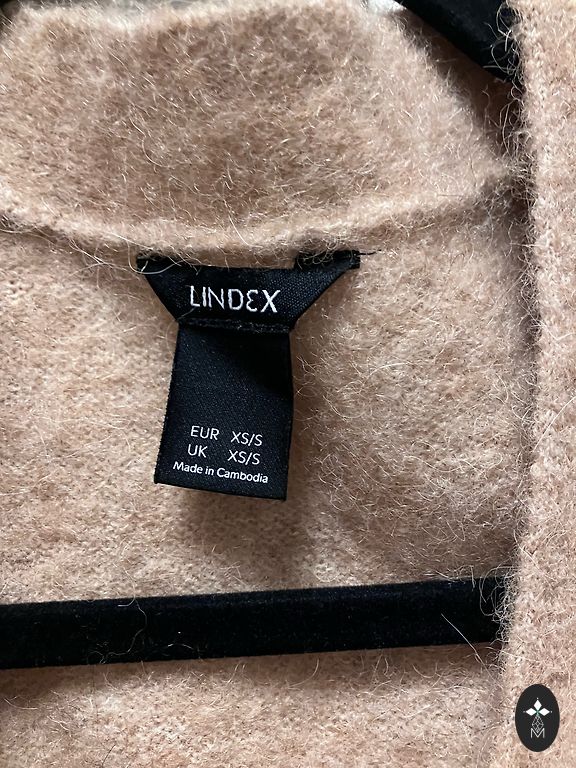 LINDEX
EUR XS/S
UK XS/S
Made in Cambodia
M